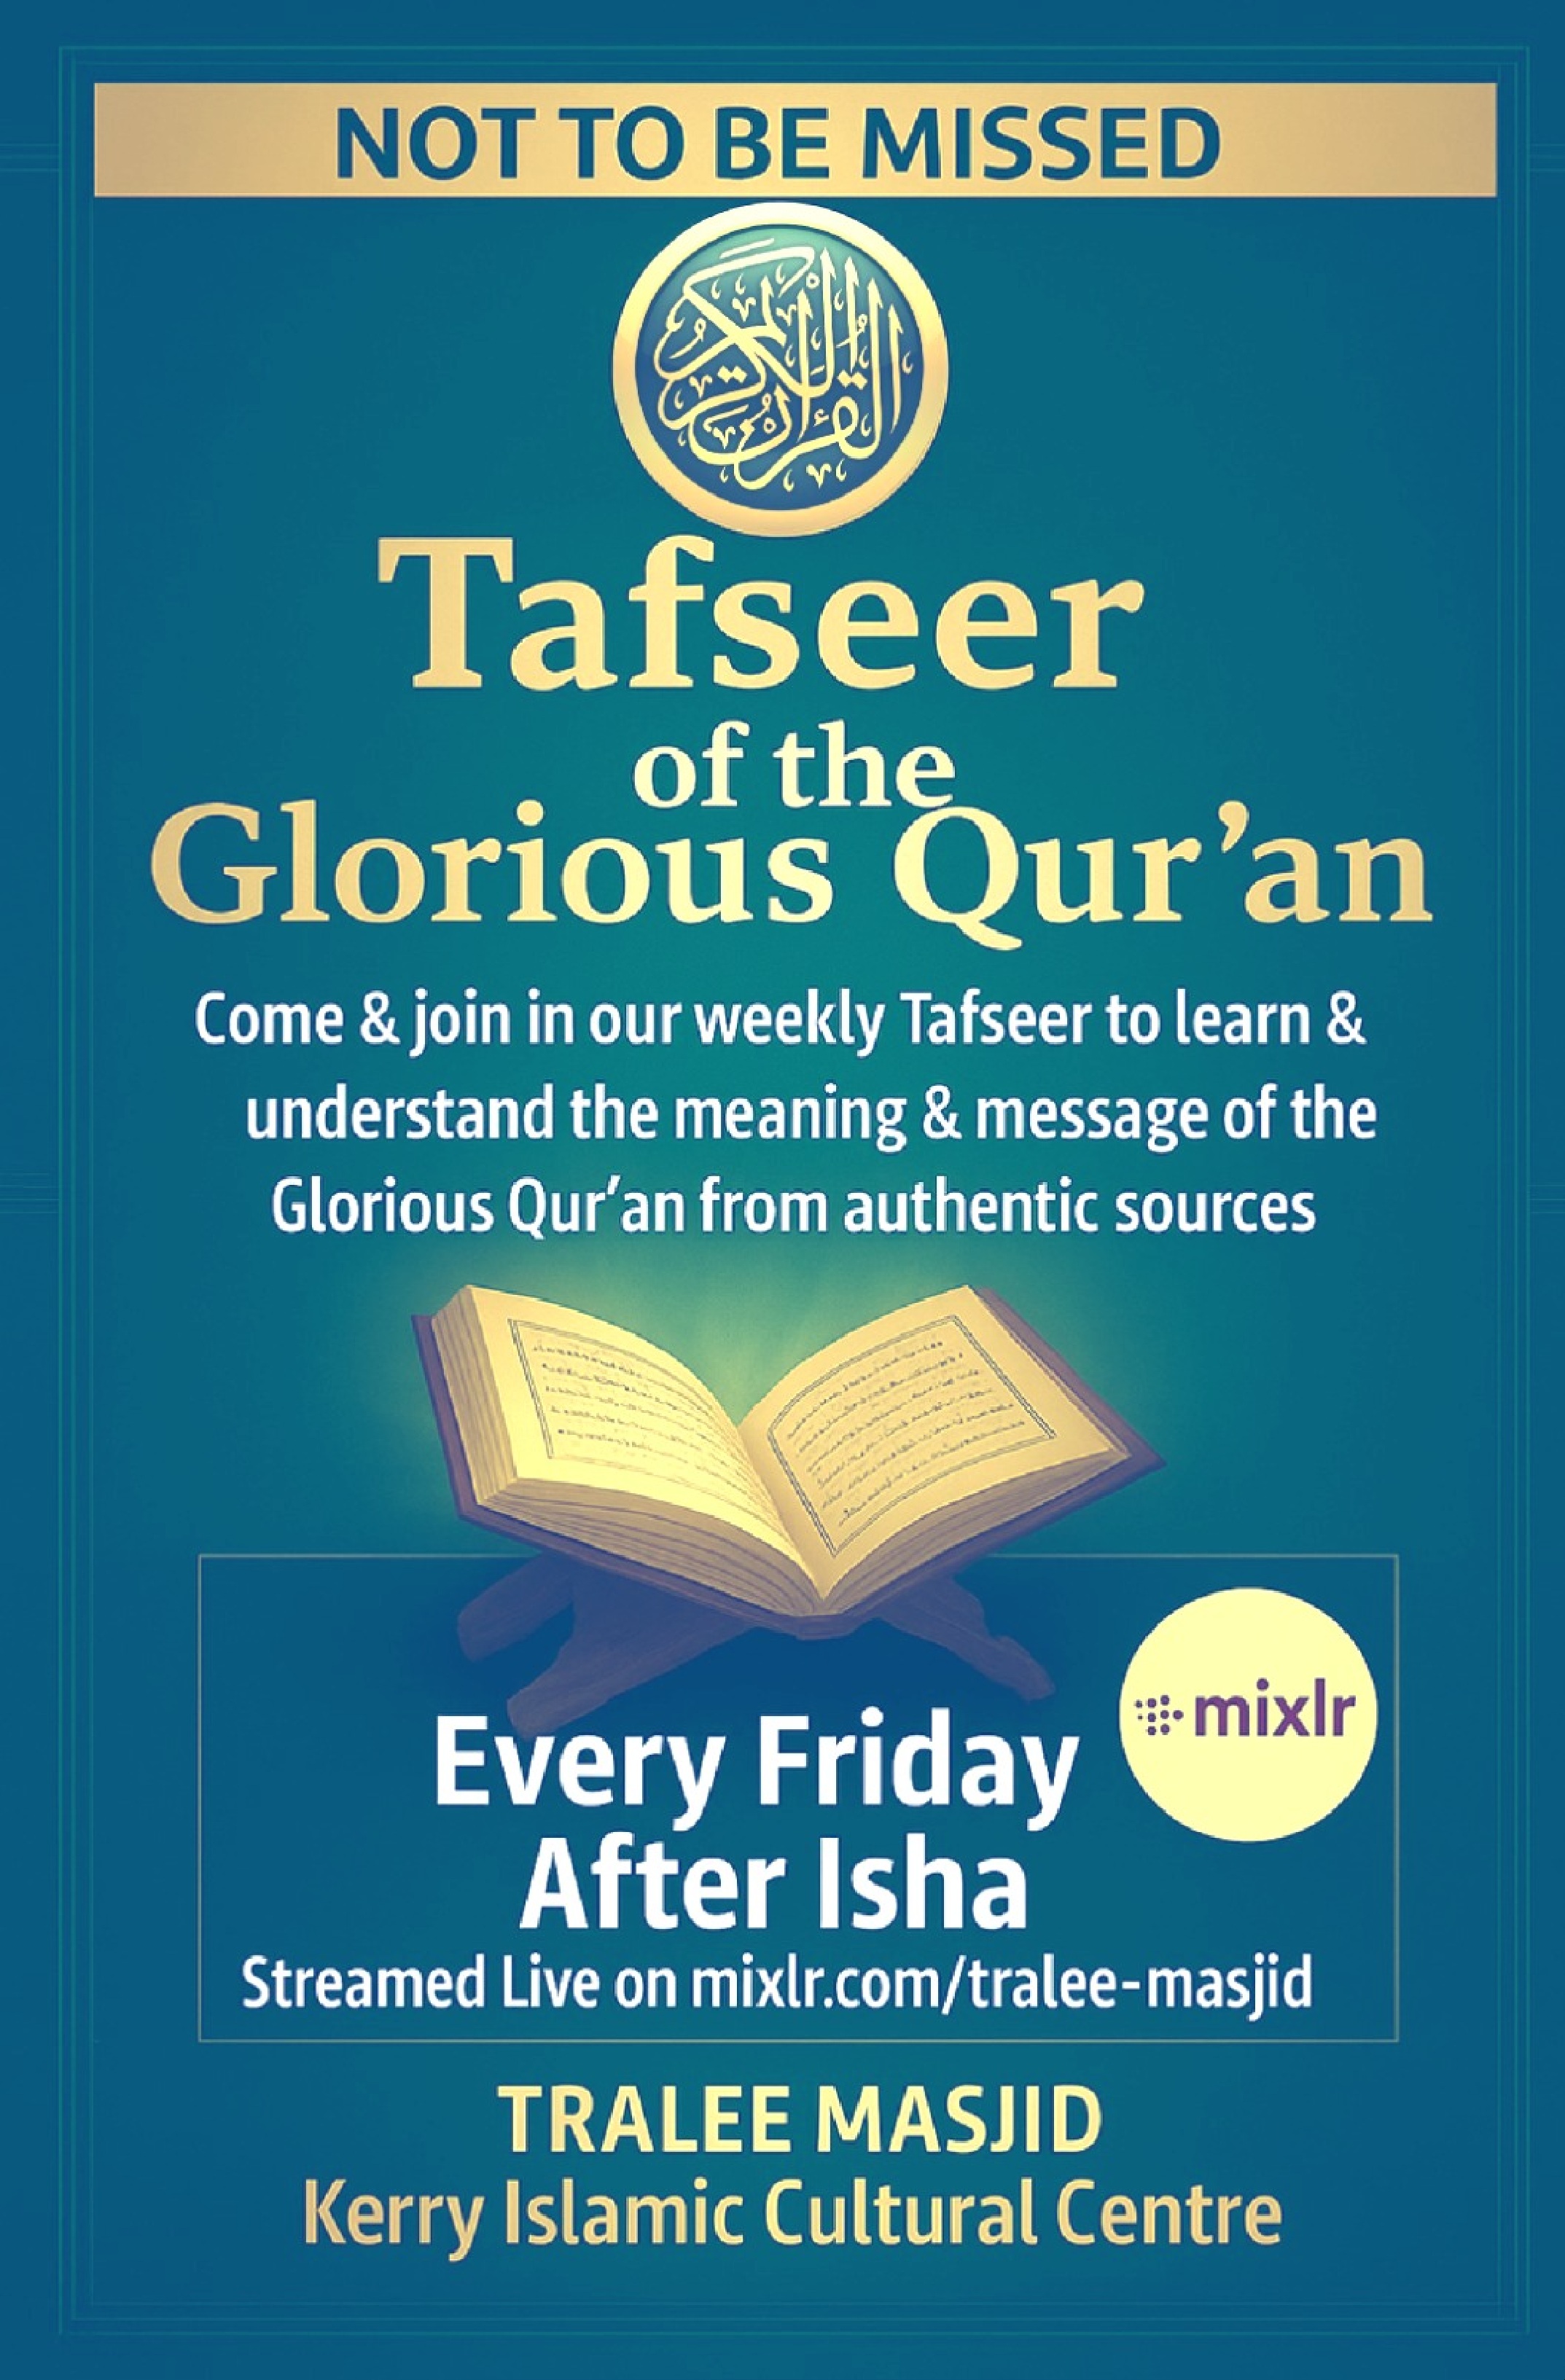 NOT TO BE MISSED
القرآن الكريم
Tafseer
of the
Glorious Qur’an
Come & join in our weekly Tafseer to learn &
understand the meaning & message of the
Glorious Qur’an from authentic sources
mixlr
Every Friday
After Isha
Streamed Live on mixlr.com/tralee-masjid
TRALEE MASJID
Kerry Islamic Cultural Centre